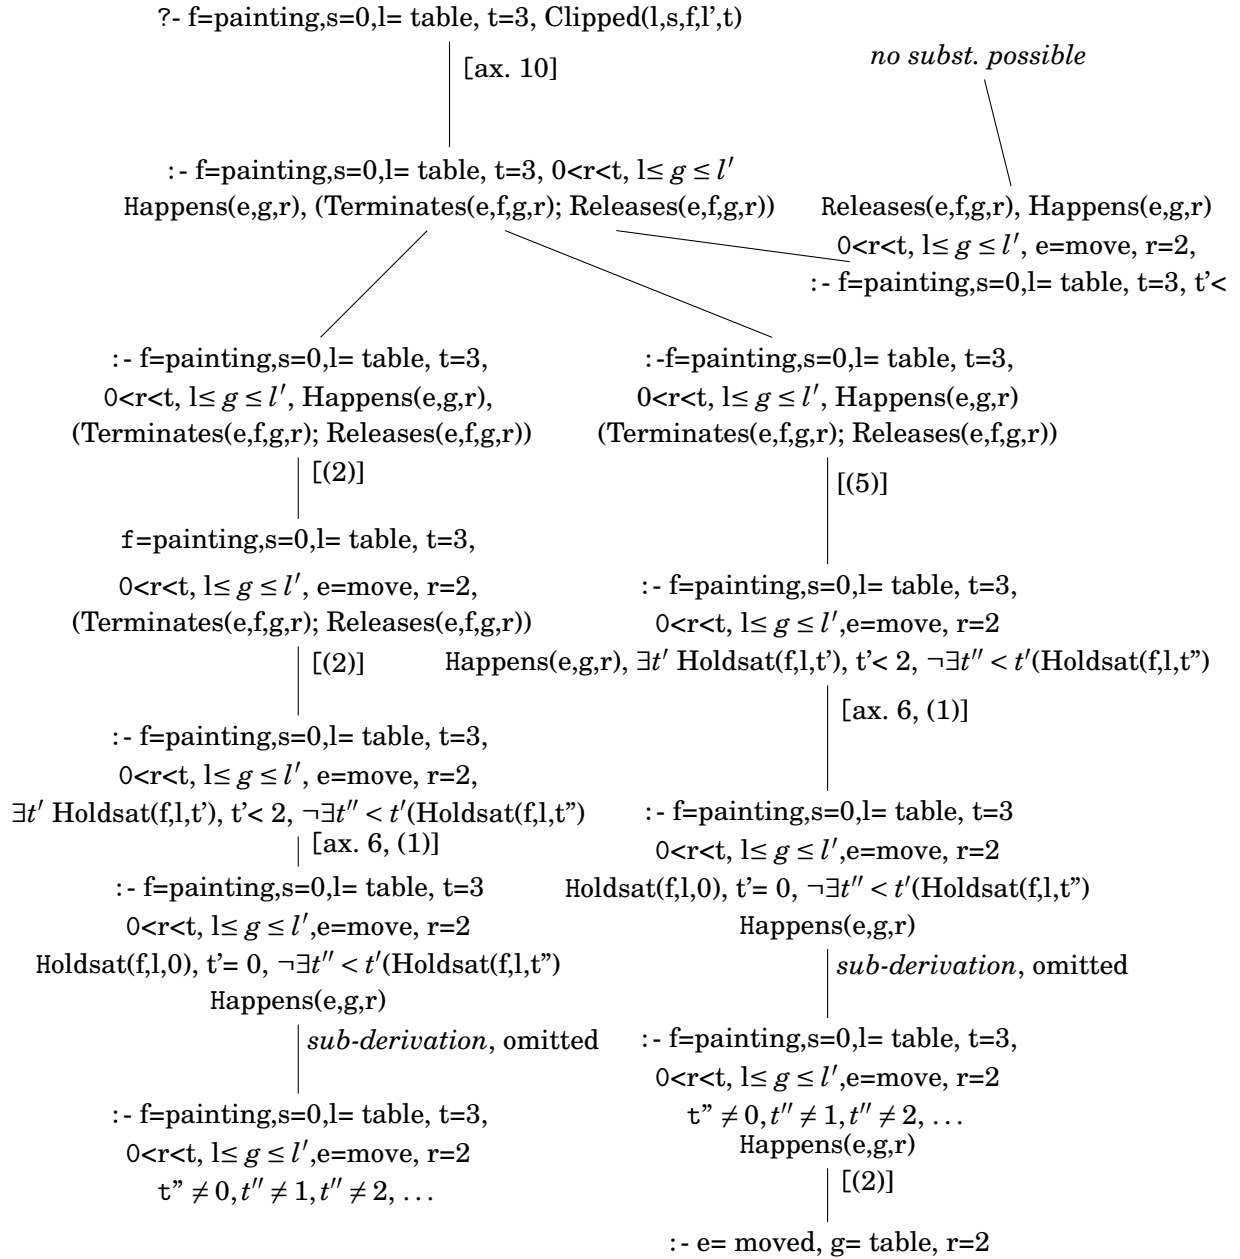 ?- f=painting,s=0,l= table, t=3, Clipped(l,s,f,l',t)
[ax. 10]
no subst. possible
:- f=painting,s=0,l= table, t=3, 0<r<t, l≤ g ≤ l′
Happens(e,g,r), (Terminates(e,f,g,r); Releases(e,f,g,r))
Releases(e,f,g,r), Happens(e,g,r)
0<r<t, l≤ g ≤ l′, e=move, r=2,
:- f=painting,s=0,l= table, t=3, t'<
:- f=painting,s=0,l= table, t=3,
0<r<t, l≤ g ≤ l′, Happens(e,g,r),
(Terminates(e,f,g,r); Releases(e,f,g,r))
[(2)]
f=painting,s=0,l= table, t=3,
0<r<t, l≤ g ≤ l′, e=move, r=2,
(Terminates(e,f,g,r); Releases(e,f,g,r))
[(2)]
:- f=painting,s=0,l= table, t=3,
0<r<t, l≤ g ≤ l′, e=move, r=2,
∃t′ Holdsat(f,l,t'), t'< 2, ¬∃t″ < t′(Holdsat(f,l,t")
[ax. 6, (1)]
:- f=painting,s=0,l= table, t=3
0<r<t, l≤ g ≤ l′,e=move, r=2
Holdsat(f,l,0), t'= 0, ¬∃t″ < t′(Holdsat(f,l,t")
Happens(e,g,r)
sub-derivation, omitted
:- f=painting,s=0,l= table, t=3,
0<r<t, l≤ g ≤ l′,e=move, r=2
t" ≠ 0, t″ ≠ 1, t″ ≠ 2, ...
:-f=painting,s=0,l= table, t=3,
0<r<t, l≤ g ≤ l′, Happens(e,g,r)
(Terminates(e,f,g,r); Releases(e,f,g,r))
[(5)]
:- f=painting,s=0,l= table, t=3,
0<r<t, l≤ g ≤ l′,e=move, r=2
Happens(e,g,r), ∃t′ Holdsat(f,l,t'), t'< 2, ¬∃t″ < t′(Holdsat(f,l,t")
[ax. 6, (1)]
:- f=painting,s=0,l= table, t=3
0<r<t, l≤ g ≤ l′,e=move, r=2
Holdsat(f,l,0), t'= 0, ¬∃t″ < t′(Holdsat(f,l,t")
Happens(e,g,r)
sub-derivation, omitted
:- f=painting,s=0,l= table, t=3,
0<r<t, l≤ g ≤ l′,e=move, r=2
t" ≠ 0, t″ ≠ 1, t″ ≠ 2, ...
Happens(e,g,r)
[(2)]
:- e= moved, g= table, r=2